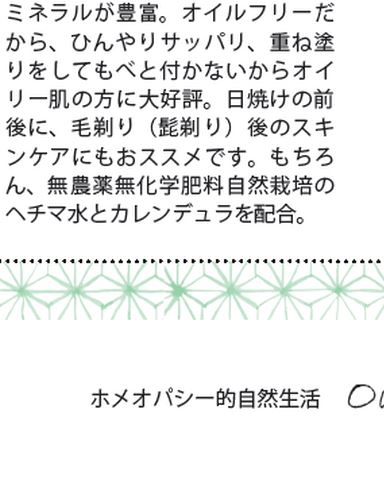 ミネラルが豊富。オイルフリーだ
から、ひんやりサッパリ、重ね塗
りをしてもべと付かないからオイ
リー肌の方に大好評。日焼けの前
後に、毛剃り（髭剃り）後のスキ
ンケアにもおススメです。もちろ
ん、無農薬無化学肥料自然栽培の
ヘチマ水とカレンデュラを配合。
ホメオパシー的自然生活